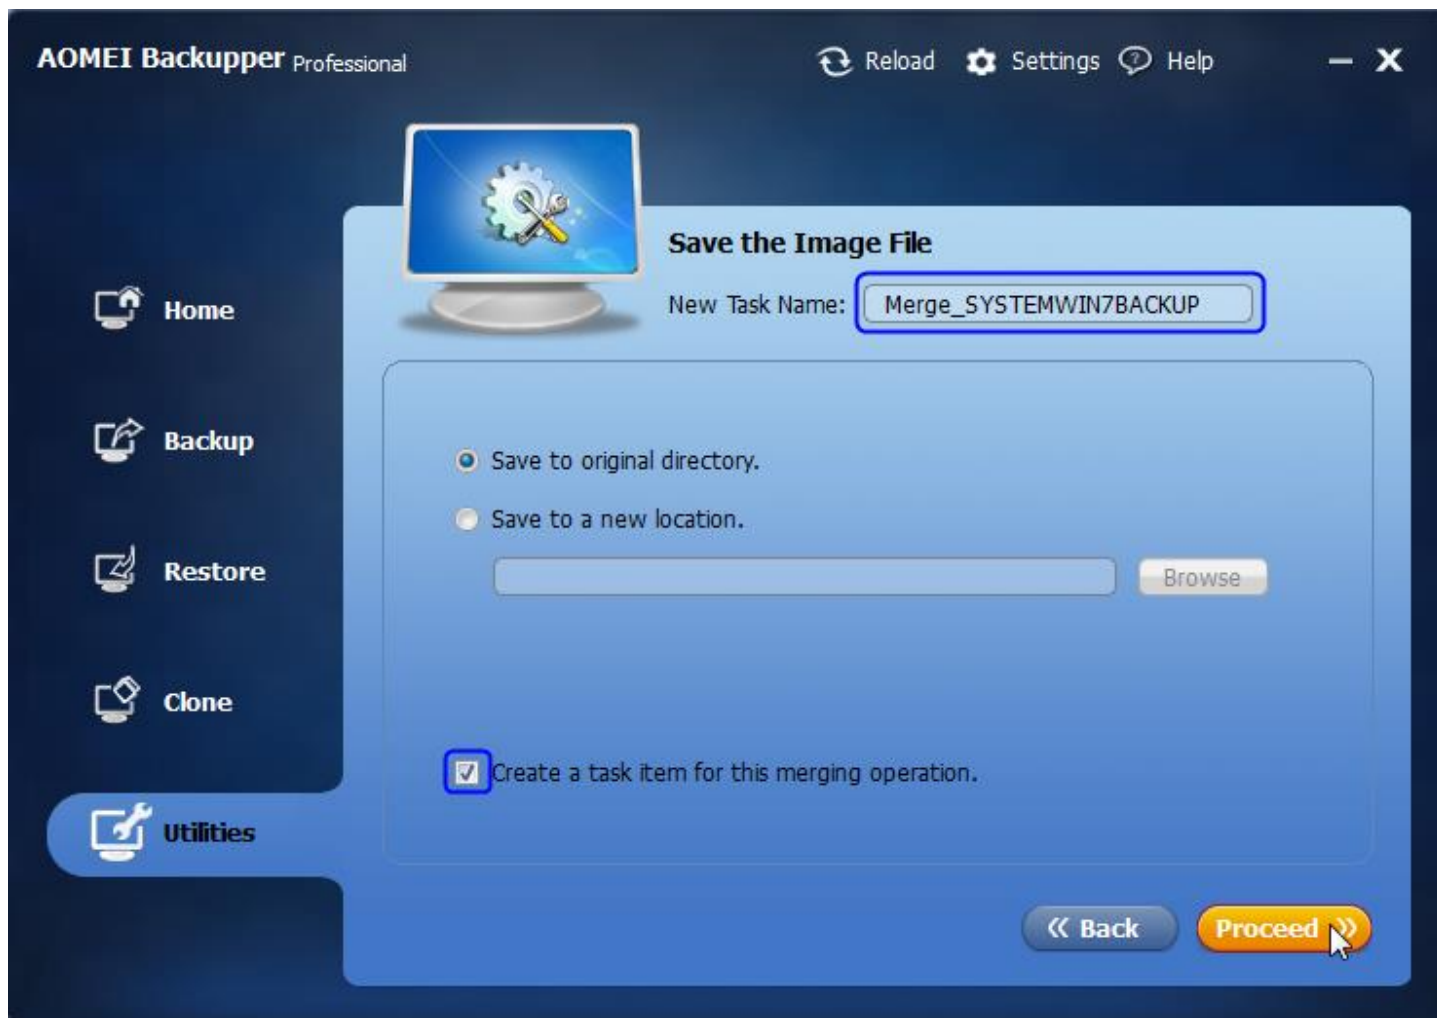 AOMEI Backupper Professional
Reload Settings Help
Save the Image File
New Task Name: Merge_SYSTEMWIN7BACKUP
Home
Backup
Restore
Clone
Utilities
Save to original directory.
Save to a new location.
Browse
Create a task item for this merging operation.
Back
Proceed